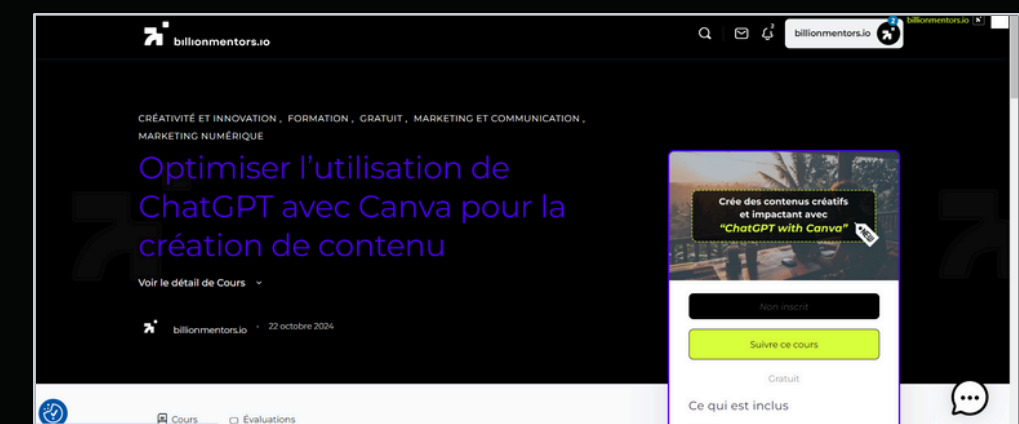 billionmentors.io
2
billionmentors.io
2
billionmentors.io
CRÉATIVITÉ ET INNOVATION , FORMATION , GRATUIT , MARKETING ET COMMUNICATION ,
MARKETING NUMÉRIQUE
Optimiser l'utilisation de
ChatGPT avec Canva pour la
création de contenu
Voir le détail de Cours
billionmentors.io · 22 octobre 2024
Crée des contenus créatifs
et impactant avec
"ChatGPT with Canva"
NEW
Non inscrit
Suivre ce cours
Gratuit
Ce qui est inclus
Cours
Évaluations